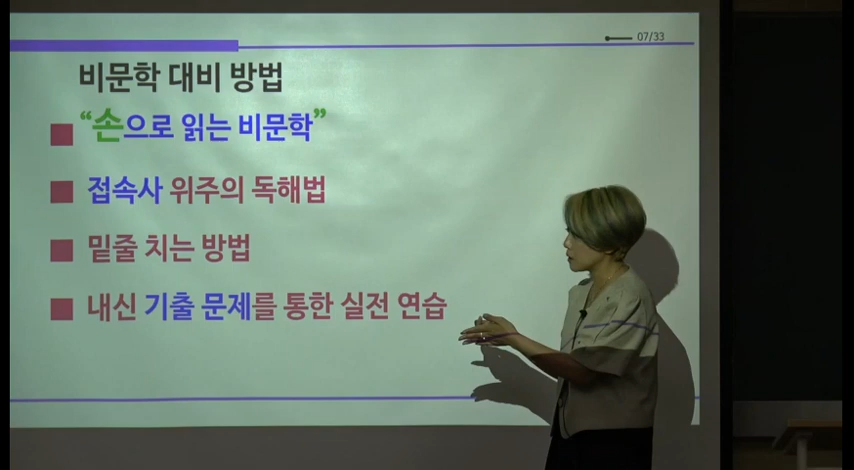 07/33
비문학 대비 방법
“손으로 읽는 비문학”
접속사 위주의 독해법
밑줄 치는 방법
내신 기출 문제를 통한 실전 연습